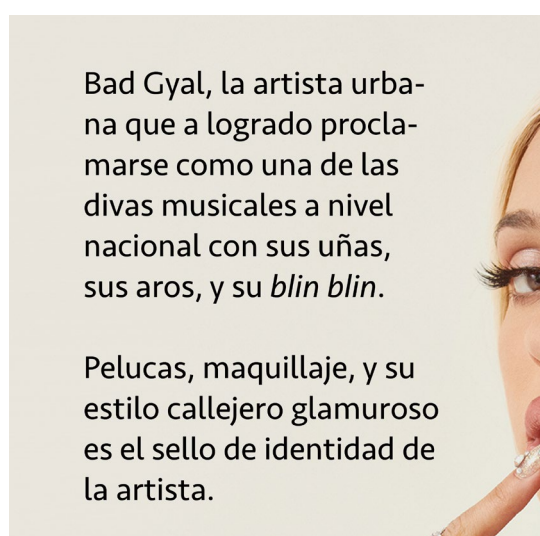 Bad Gyal, la artista urba-
na que a logrado procla-
marse como una de las
divas musicales a nivel
nacional con sus uñas,
sus aros, y su blin blin.
Pelucas, maquillaje, y su
estilo callejero glamuroso
es el sello de identidad de
la artista.